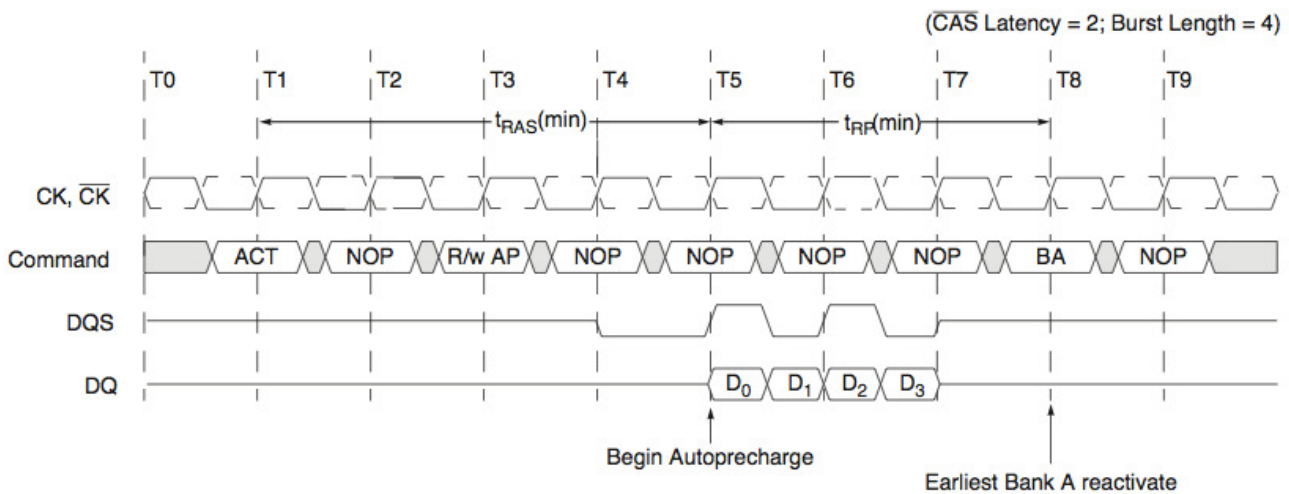 (CAS Latency = 2; Burst Length = 4)
T0 T1 T2 T3 T4 T5 T6 T7 T8 T9
tRAS(min) tRP(min)
CK, CK
Command ACT NOP R/w AP NOP NOP NOP NOP BA NOP
DQS
DQ D0 D1 D2 D3
Begin Autoprecharge
Earliest Bank A reactivate